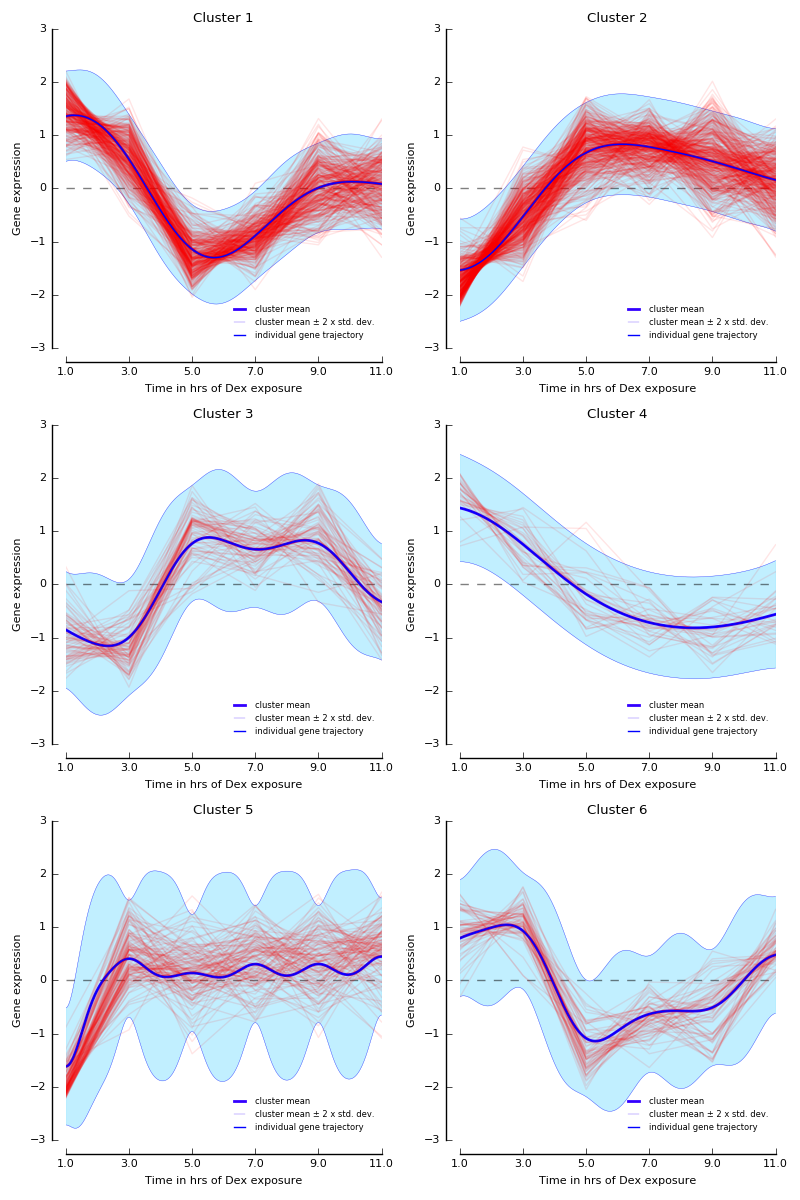 Cluster 1
3
2
1
0
−1
−2
−3
Gene expression
cluster mean
cluster mean ± 2 x std. dev.
individual gene trajectory
1.0 3.0 5.0 7.0 9.0 11.0
Time in hrs of Dex exposure
Cluster 2
3
2
1
0
−1
−2
−3
Gene expression
cluster mean
cluster mean ± 2 x std. dev.
individual gene trajectory
1.0 3.0 5.0 7.0 9.0 11.0
Time in hrs of Dex exposure
Cluster 3
3
2
1
0
−1
−2
−3
Gene expression
cluster mean
cluster mean ± 2 x std. dev.
individual gene trajectory
1.0 3.0 5.0 7.0 9.0 11.0
Time in hrs of Dex exposure
Cluster 4
3
2
1
0
−1
−2
−3
Gene expression
cluster mean
cluster mean ± 2 x std. dev.
individual gene trajectory
1.0 3.0 5.0 7.0 9.0 11.0
Time in hrs of Dex exposure
Cluster 5
3
2
1
0
−1
−2
−3
Gene expression
cluster mean
cluster mean ± 2 x std. dev.
individual gene trajectory
1.0 3.0 5.0 7.0 9.0 11.0
Time in hrs of Dex exposure
Cluster 6
3
2
1
0
−1
−2
−3
Gene expression
cluster mean
cluster mean ± 2 x std. dev.
individual gene trajectory
1.0 3.0 5.0 7.0 9.0 11.0
Time in hrs of Dex exposure